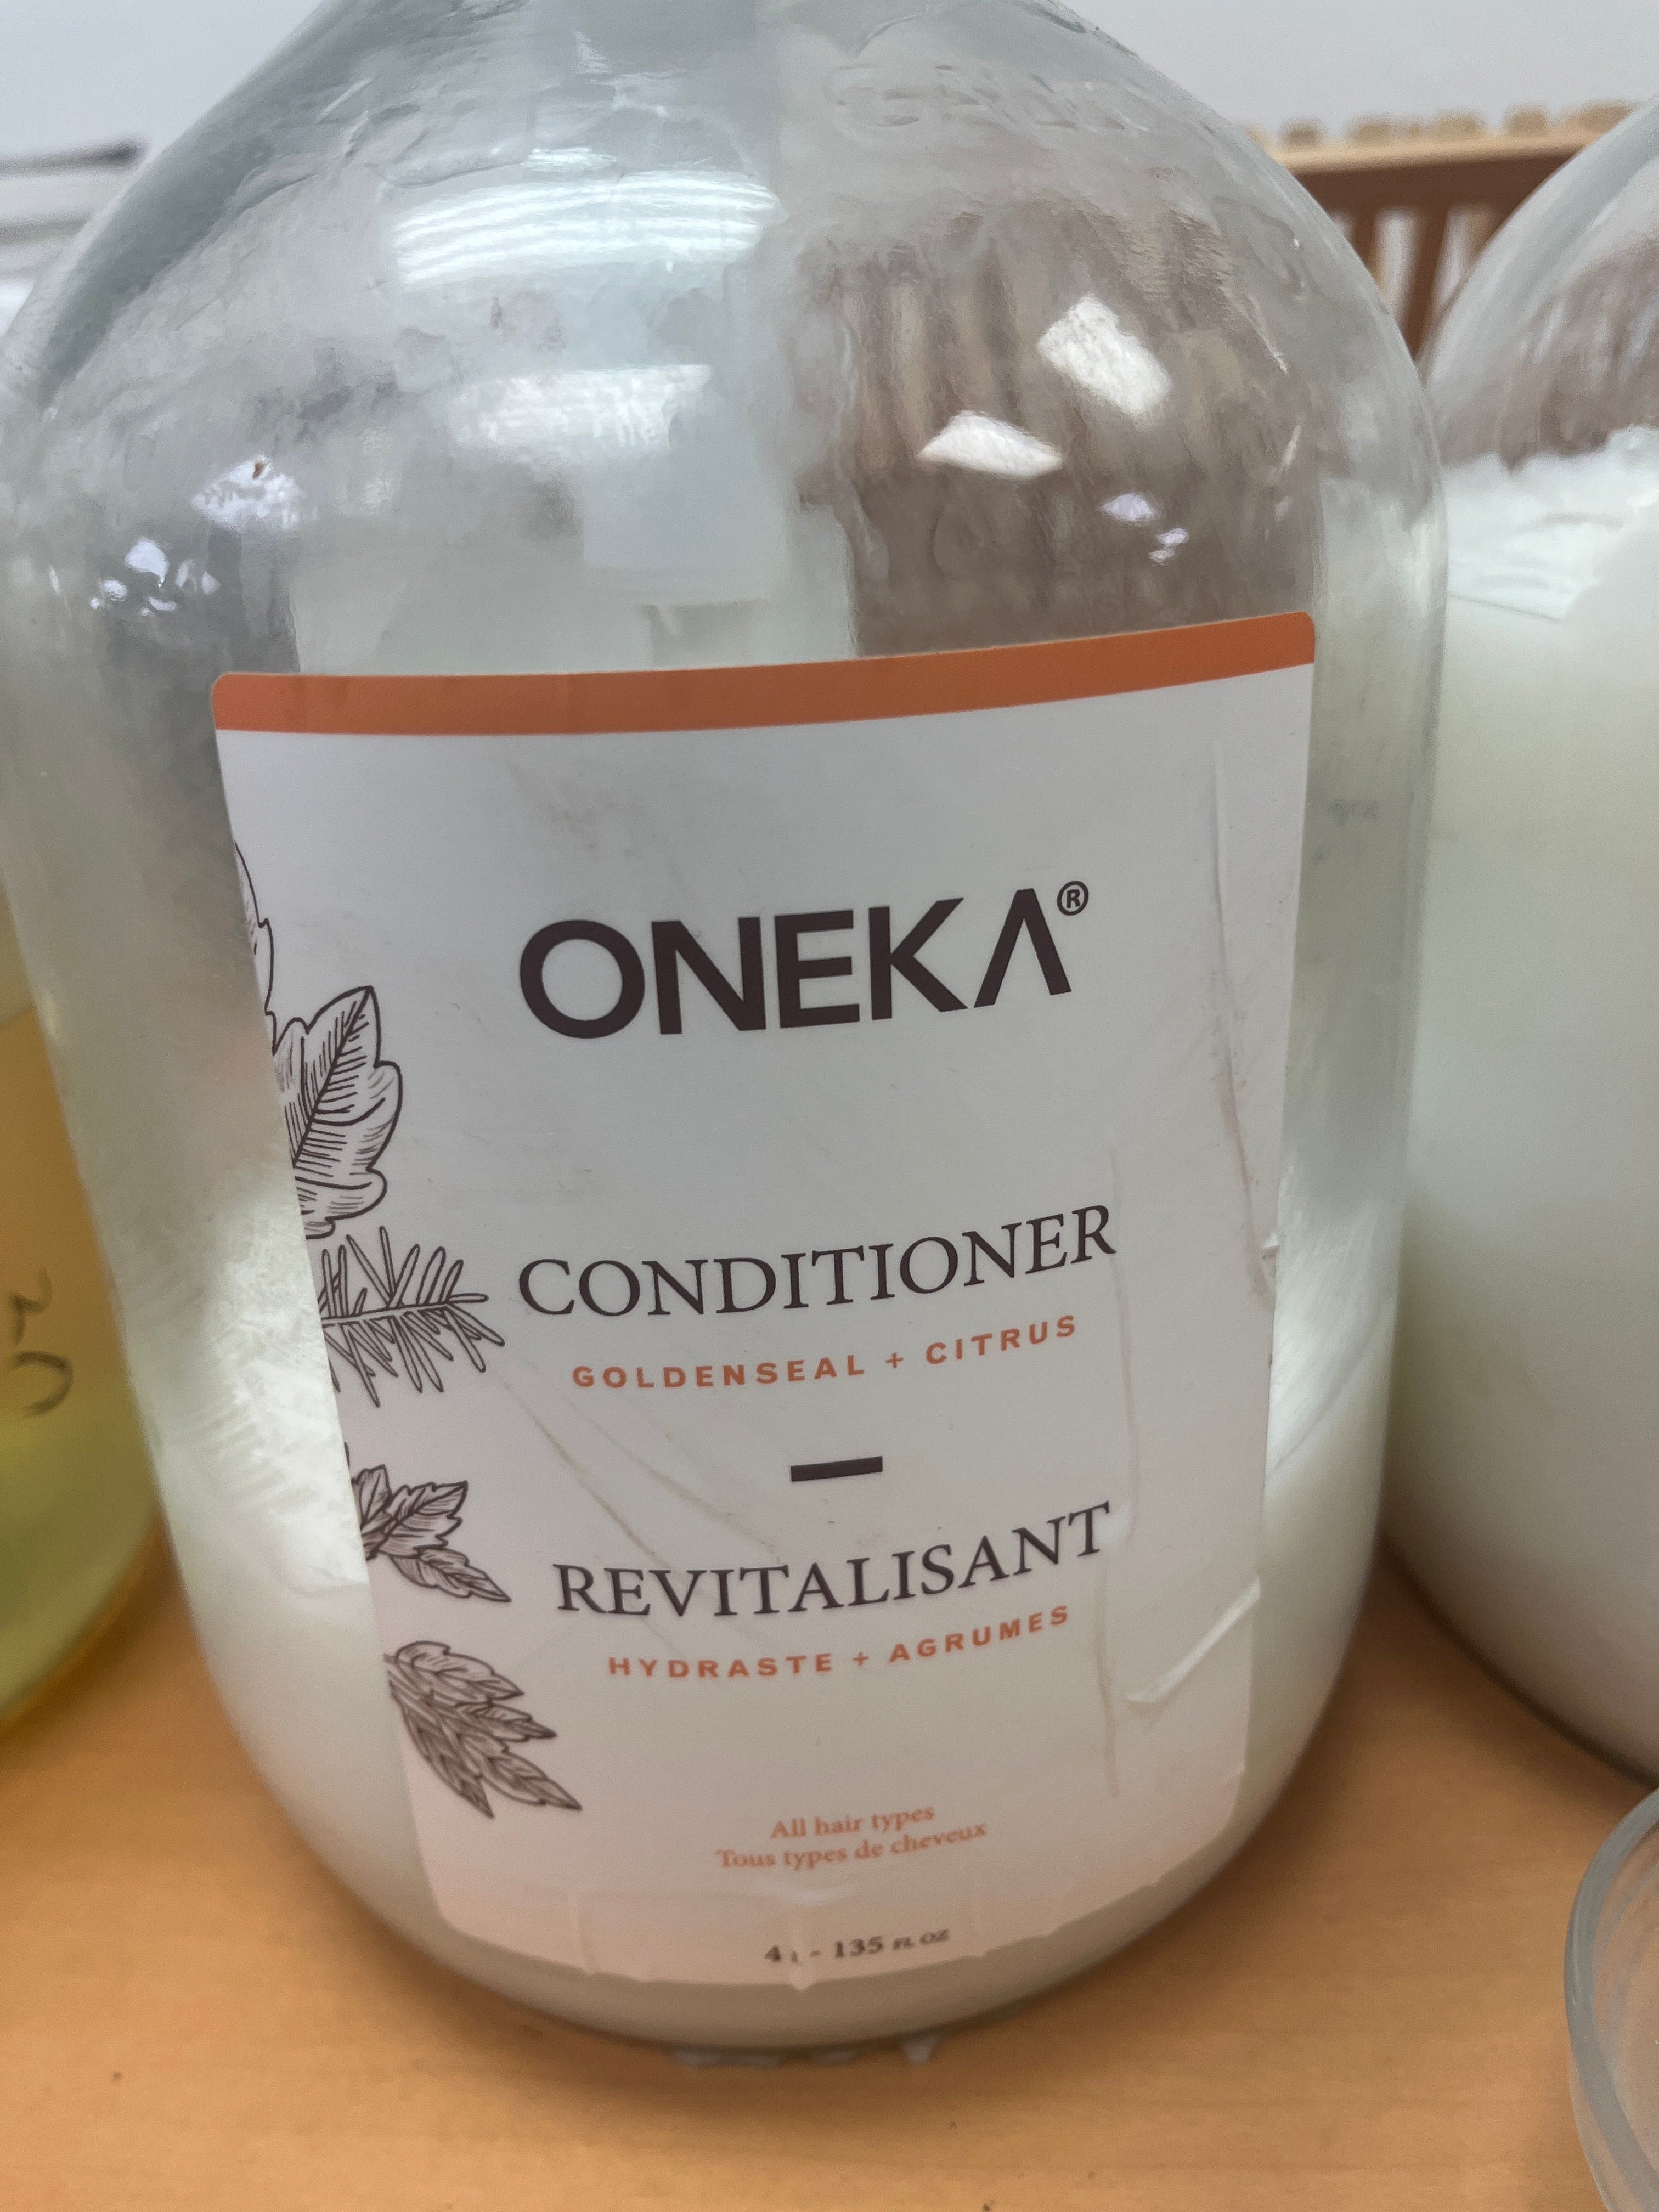 ONEKA®
CONDITIONER
GOLDENSEAL + CITRUS
REVITALISANT
HYDRASTE + AGRUMES
All hair types
Tous types de cheveux
4 L - 135 FL OZ